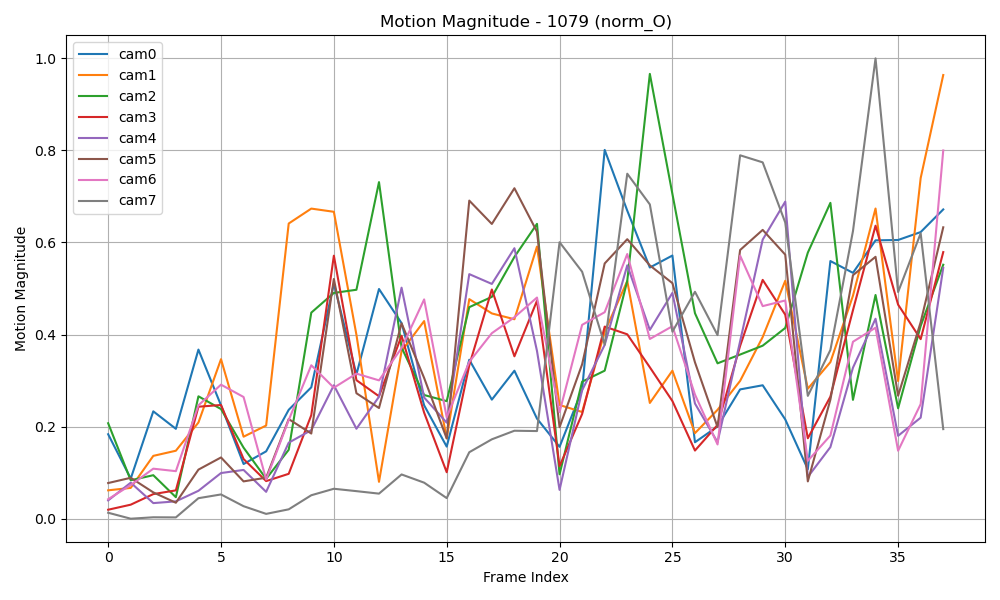 Motion Magnitude - 1079 (norm_O)
cam0
cam1
cam2
cam3
cam4
cam5
cam6
cam7
Motion Magnitude
1.0
0.8
0.6
0.4
0.2
0.0
0 5 10 15 20 25 30 35
Frame Index